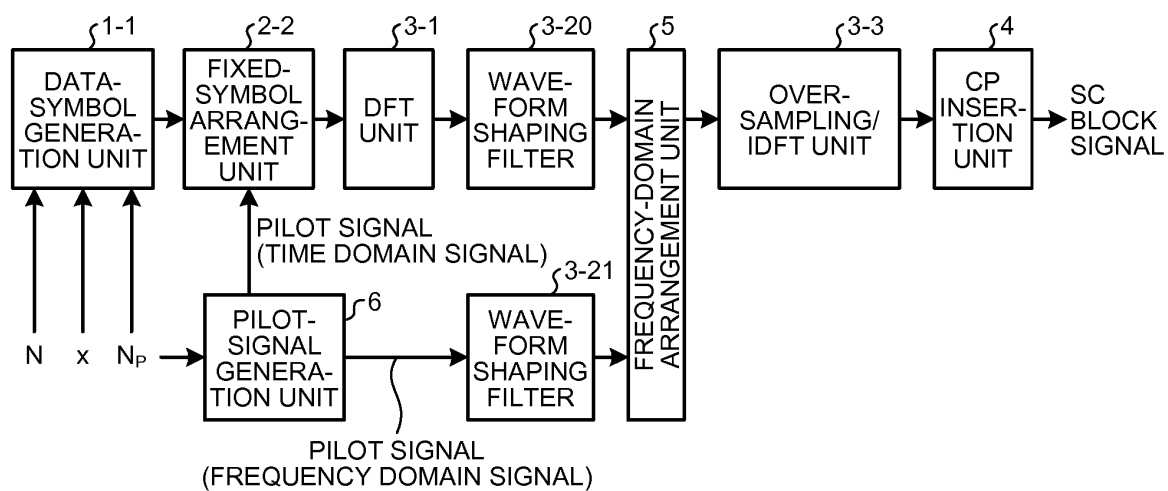 1-1
2-2
3-1
3-20
5
3-3
4
DATA-
SYMBOL
GENERA-
TION UNIT
FIXED-
SYMBOL
ARRANG-
EMENT
UNIT
DFT
UNIT
WAVE-
FORM
SHAPING
FILTER
FREQUENCY-DOMAIN
ARRANGEMENT UNIT
OVER-
SAMPLING/
IDFT UNIT
CP
INSER-
TION
UNIT
SC
BLOCK
SIGNAL
PILOT SIGNAL
(TIME DOMAIN SIGNAL)
3-21
6
N x NP
PILOT-
SIGNAL
GENERA-
TION UNIT
WAVE-
FORM
SHAPING
FILTER
PILOT SIGNAL
(FREQUENCY DOMAIN SIGNAL)